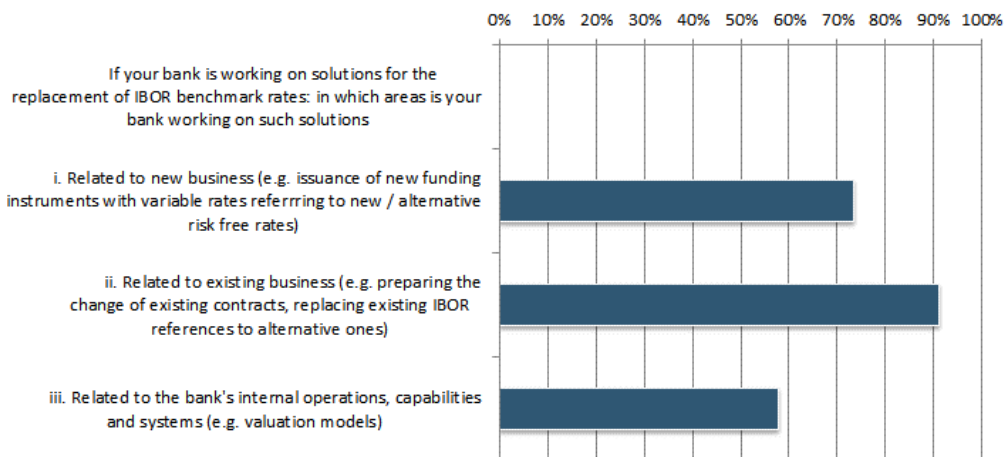 0% 10% 20% 30% 40% 50% 60% 70% 80% 90% 100%
If your bank is working on solutions for the
replacement of IBOR benchmark rates: in which areas is your
bank working on such solutions
i. Related to new business (e.g. issuance of new funding
instruments with variable rates referrring to new / alternative
risk free rates)
ii. Related to existing business (e.g. preparing the
change of existing contracts, replacing existing IBOR
references to alternative ones)
iii. Related to the bank's internal operations, capabilities
and systems (e.g. valuation models)